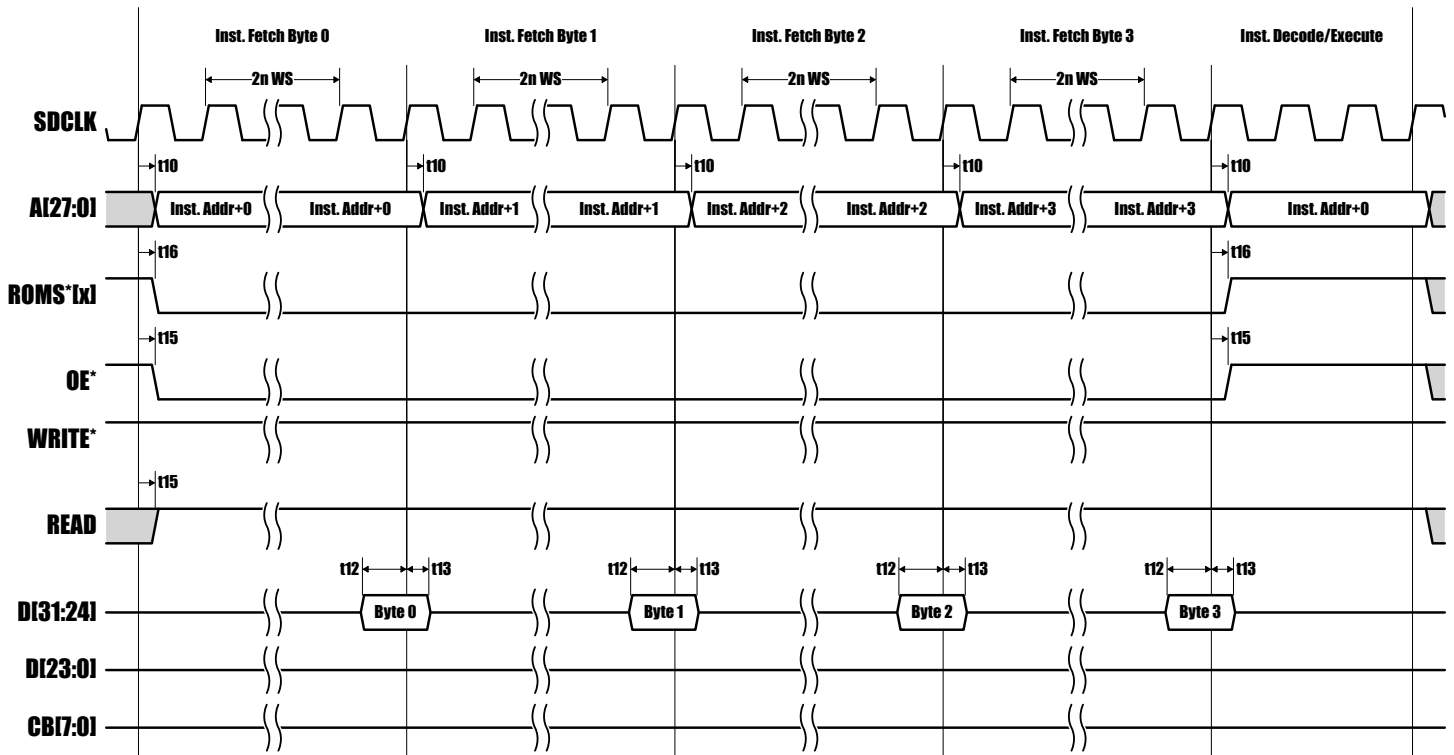 Inst. Fetch Byte 0 Inst. Fetch Byte 1 Inst. Fetch Byte 2 Inst. Fetch Byte 3 Inst. Decode/Execute
2n WS 2n WS 2n WS 2n WS
SDCLK
t10 t10 t10 t10 t10
A[27:0] Inst. Addr+0 Inst. Addr+0 Inst. Addr+1 Inst. Addr+1 Inst. Addr+2 Inst. Addr+2 Inst. Addr+3 Inst. Addr+3 Inst. Addr+0
t16 t16
ROMS*[x]
t15 t15
OE*
WRITE*
t15
READ
t12 t13 t12 t13 t12 t13 t12 t13
D[31:24] Byte 0 Byte 1 Byte 2 Byte 3
D[23:0]
CB[7:0]